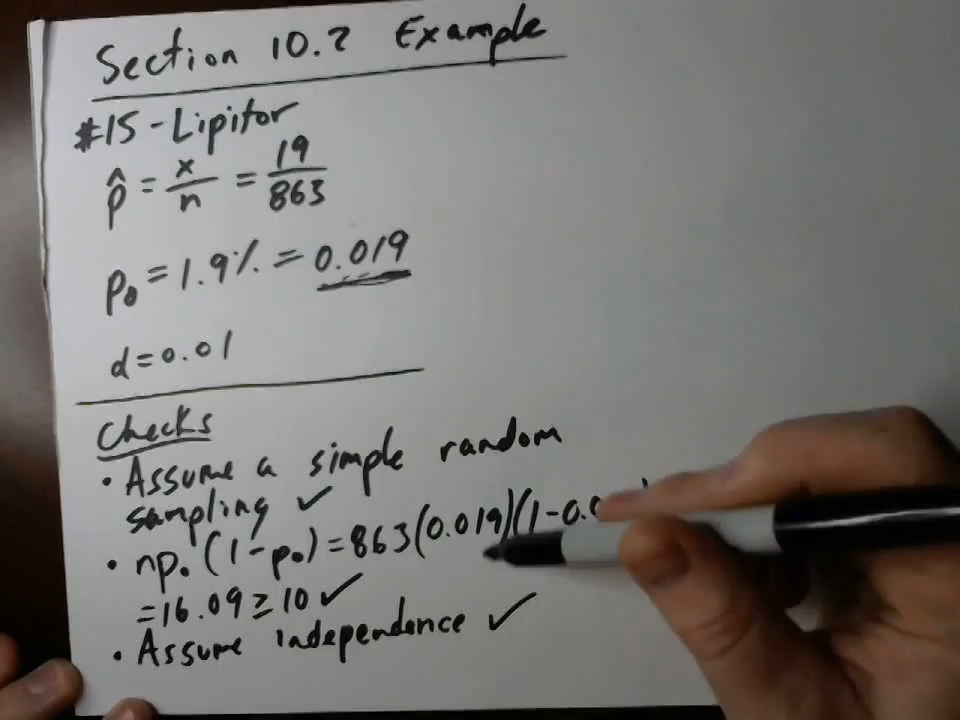 Section 10.2 Example
#15 - Lipitor
p̂ = x/n = 19/863
p₀ = 1.9% = 0.019
d = 0.01
Checks
• Assume a simple random
sampling ✓
• np₀ (1 - p₀) = 863(0.019)(1 - 0.0
= 16.09 ≥ 10 ✓
• Assume independence ✓